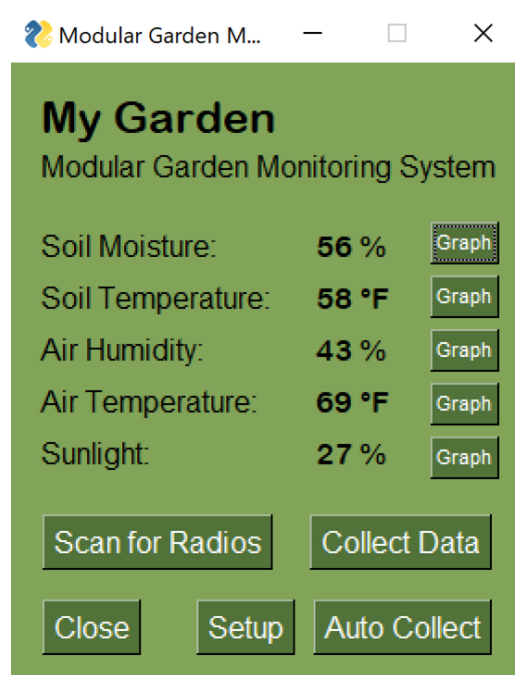 Modular Garden M...
My Garden
Modular Garden Monitoring System
Soil Moisture: 56 % Graph
Soil Temperature: 58 °F Graph
Air Humidity: 43 % Graph
Air Temperature: 69 °F Graph
Sunlight: 27 % Graph
Scan for Radios Collect Data
Close Setup Auto Collect